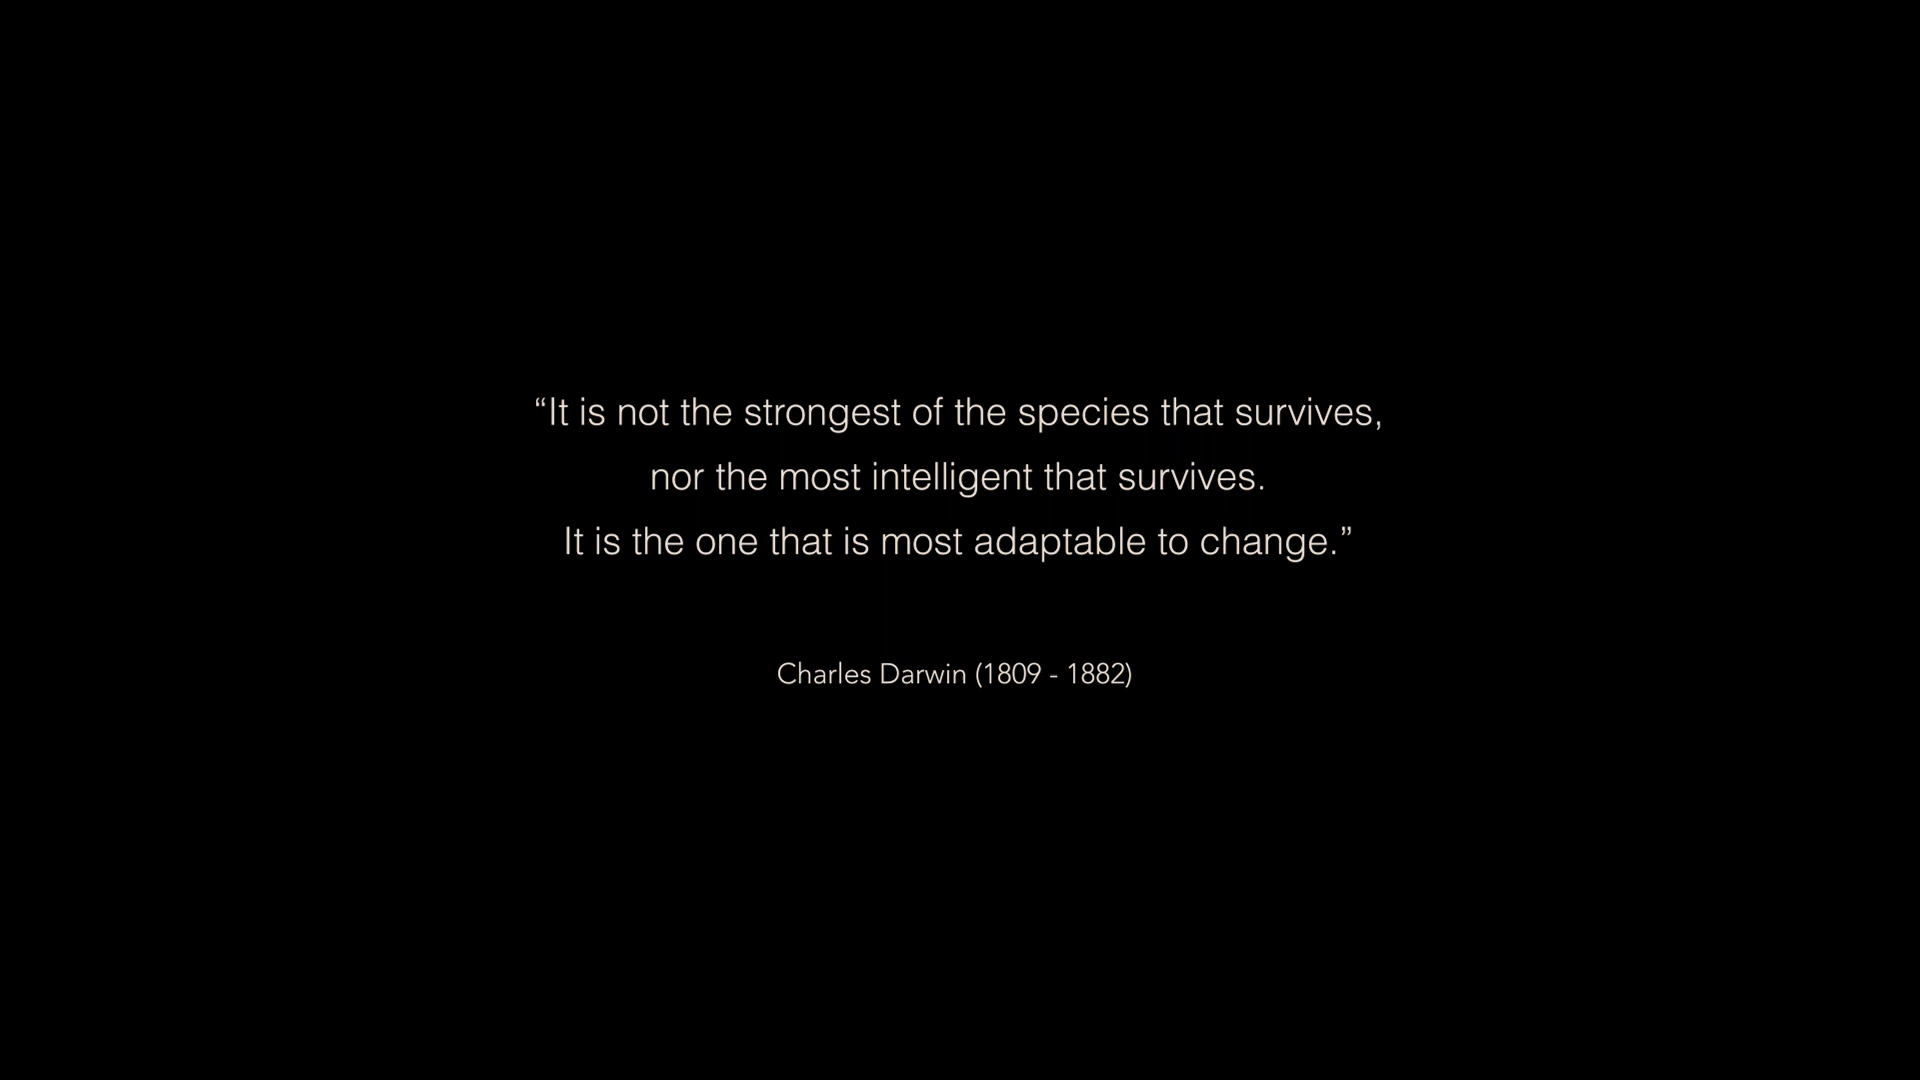 “It is not the strongest of the species that survives,
nor the most intelligent that survives.
It is the one that is most adaptable to change.”
Charles Darwin (1809 - 1882)